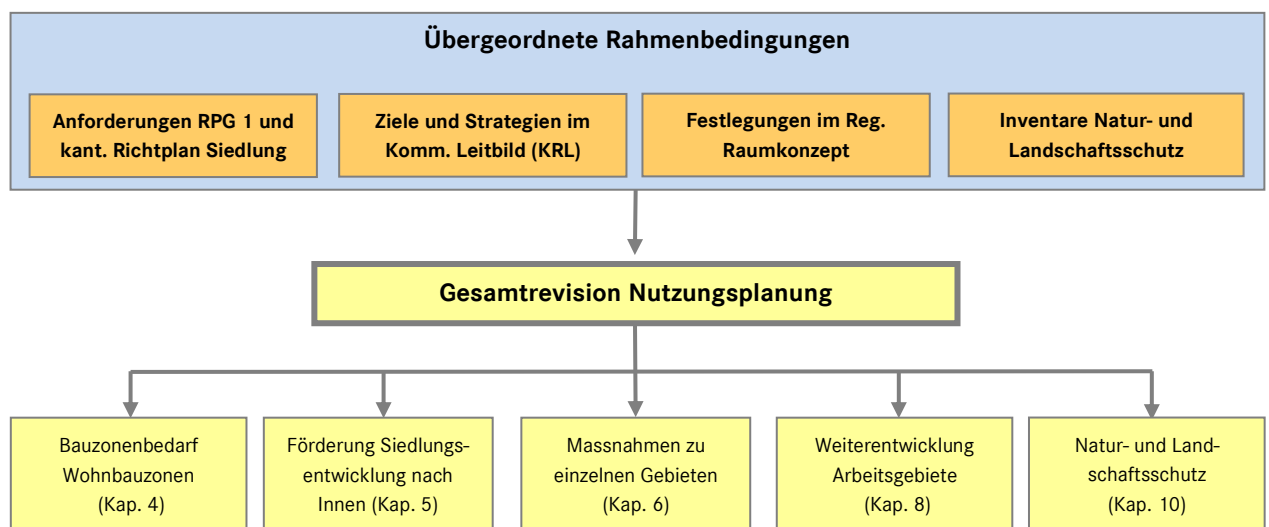 Übergeordnete Rahmenbedingungen
Anforderungen RPG 1 und
kant. Richtplan Siedlung
Ziele und Strategien im
Komm. Leitbild (KRL)
Festlegungen im Reg.
Raumkonzept
Inventare Natur- und
Landschaftsschutz
Gesamtrevision Nutzungsplanung
Bauzonenbedarf
Wohnbauzonen
(Kap. 4)
Förderung Siedlungs-
entwicklung nach
Innen (Kap. 5)
Massnahmen zu
einzelnen Gebieten
(Kap. 6)
Weiterentwicklung
Arbeitsgebiete
(Kap. 8)
Natur- und Land-
schaftsschutz
(Kap. 10)